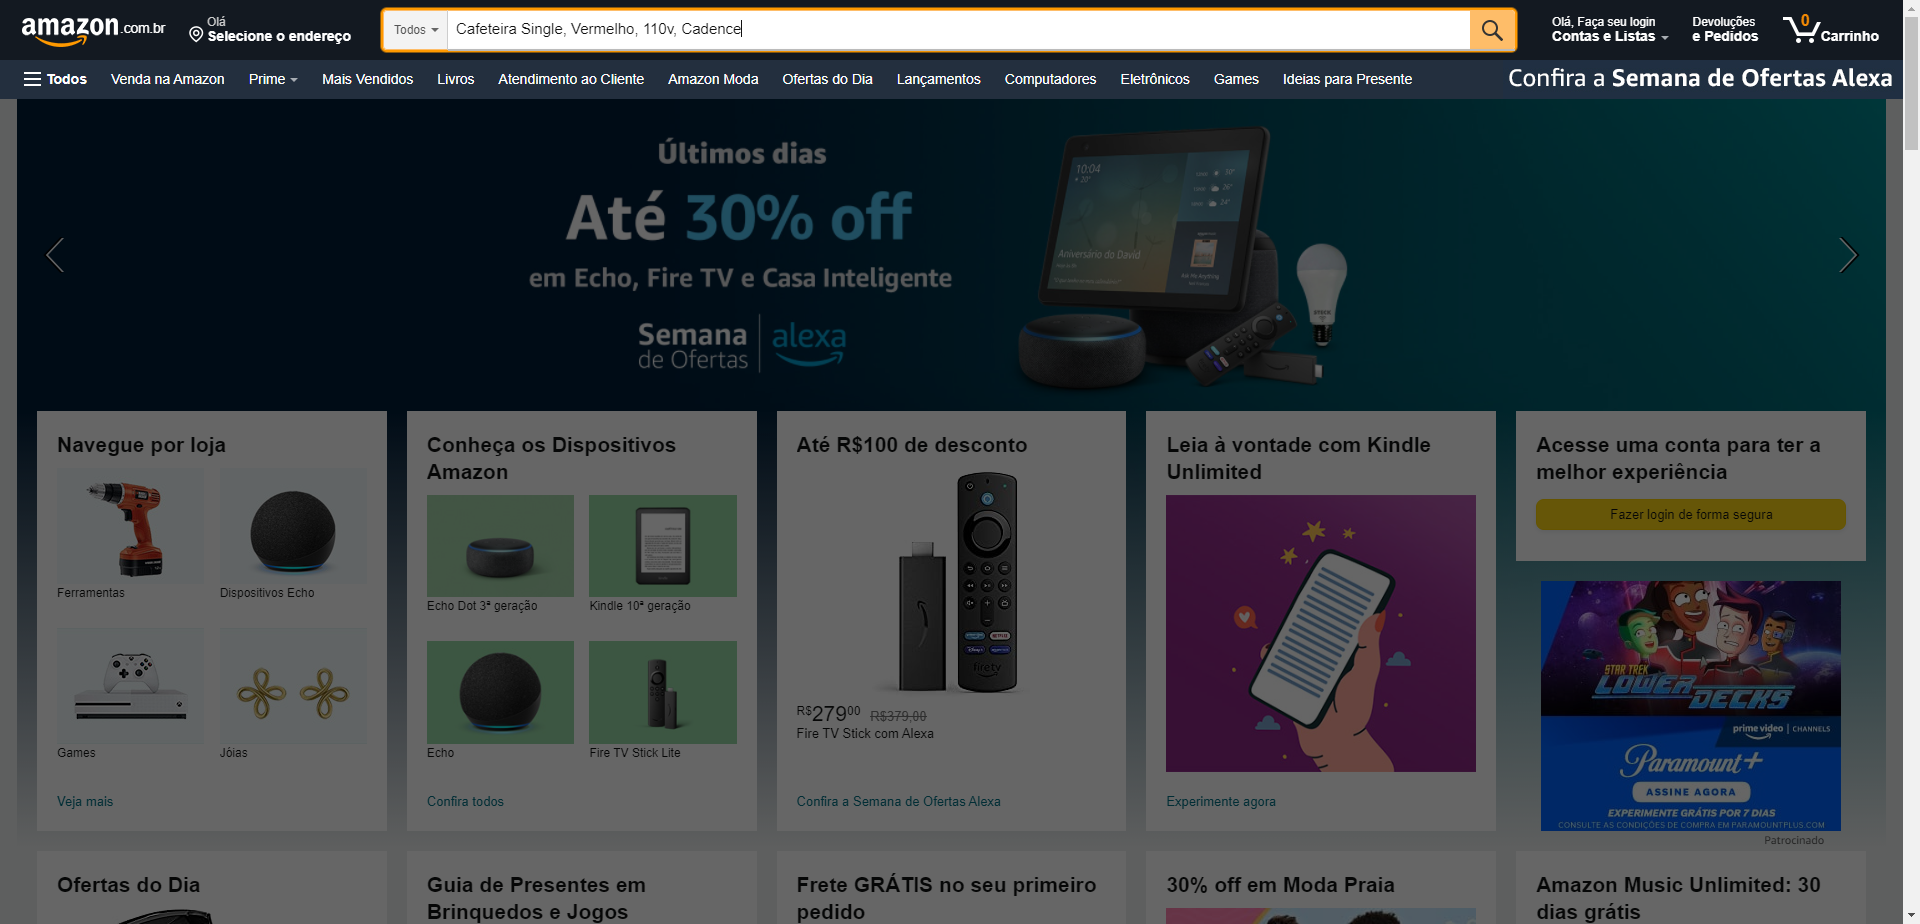 amazon.com.br
Olá
Selecione o endereço
Todos
Cafeteira Single, Vermelho, 110v, Cadence
Olá, Faça seu login
Contas e Listas
Devoluções
e Pedidos
0
Carrinho
Todos
Venda na Amazon
Prime
Mais Vendidos
Livros
Atendimento ao Cliente
Amazon Moda
Ofertas do Dia
Lançamentos
Computadores
Eletrônicos
Games
Ideias para Presente
Confira a Semana de Ofertas Alexa
Últimos dias
Até 30% off
em Echo, Fire TV e Casa Inteligente
Semana
de Ofertas
alexa
10:04
Aniversário do David
Navegue por loja
Ferramentas
Dispositivos Echo
Games
Jóias
Veja mais
Conheça os Dispositivos
Amazon
Echo Dot 3ª geração
Kindle 10ª geração
Echo
Fire TV Stick Lite
Confira todos
Até R$100 de desconto
firetv
R$27900 R$379,00
Fire TV Stick com Alexa
Confira a Semana de Ofertas Alexa
Leia à vontade com Kindle
Unlimited
Experimente agora
Acesse uma conta para ter a
melhor experiência
Fazer login de forma segura
STAR TREK
LOWER DECKS
prime video | CHANNELS
Paramount+
ASSINE AGORA
EXPERIMENTE GRÁTIS POR 7 DIAS
CONSULTE AS CONDIÇÕES DE COMPRA EM PARAMOUNTPLUS.COM
Patrocinado
Ofertas do Dia
Guia de Presentes em
Brinquedos e Jogos
Frete GRÁTIS no seu primeiro
pedido
30% off em Moda Praia
Amazon Music Unlimited: 30
dias grátis